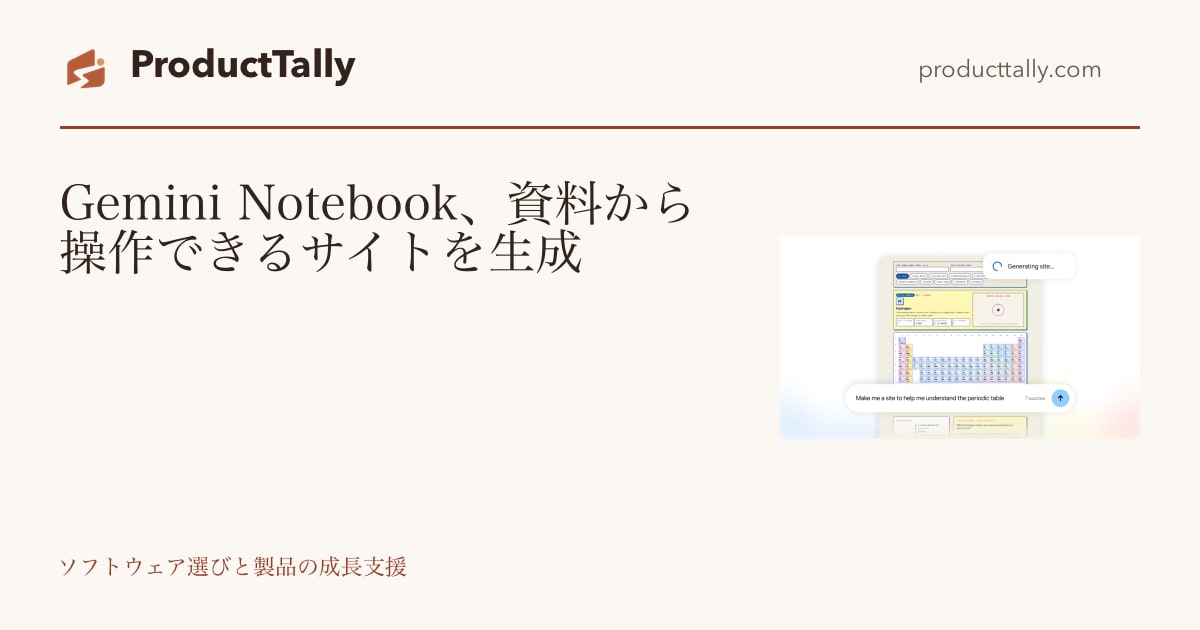 ProductTally
producttally.com
Gemini Notebook、資料から
操作できるサイトを生成
Generating site...
Hydrogen
Make me a site to help me understand the periodic table
7 sources
ソフトウェア選びと製品の成長支援